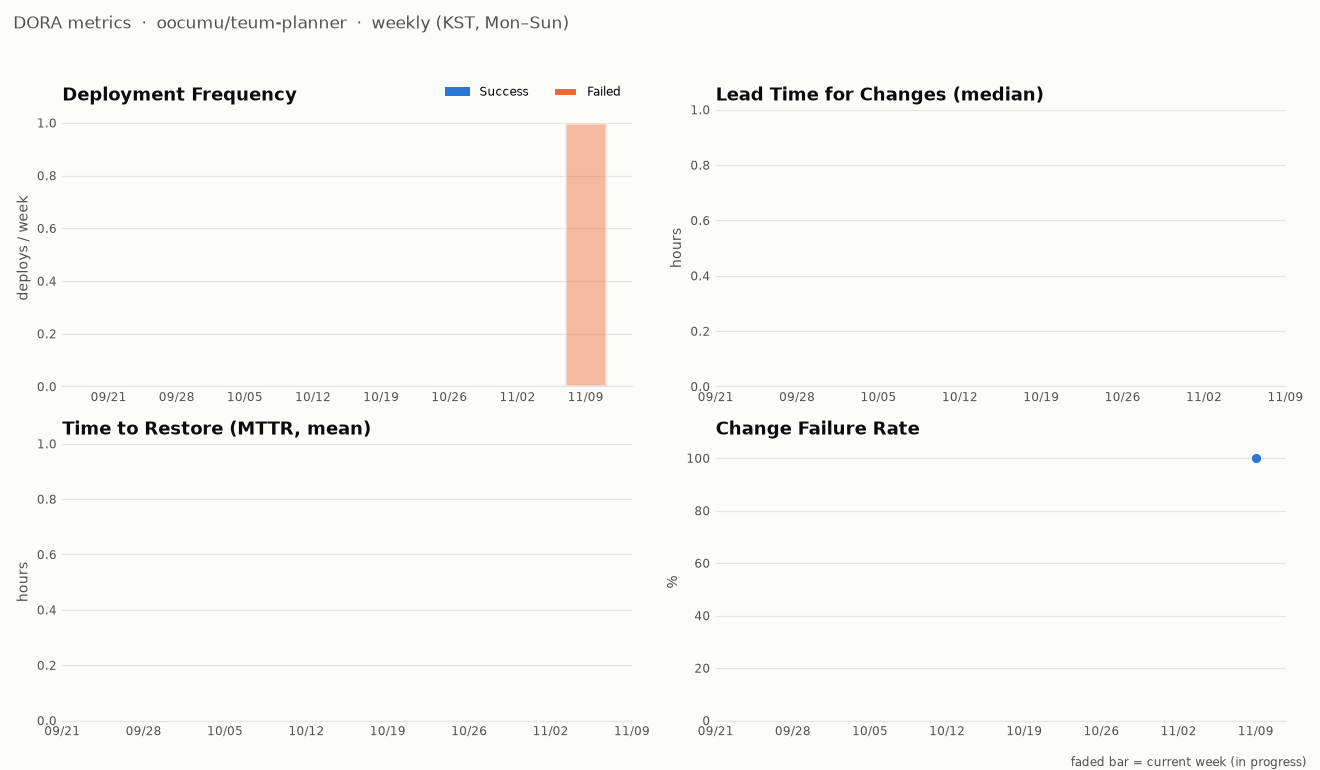 DORA metrics · oocumu/teum-planner · weekly (KST, Mon–Sun)
Deployment Frequency
Success Failed
deploys / week
1.0
0.8
0.6
0.4
0.2
0.0
09/21 09/28 10/05 10/12 10/19 10/26 11/02 11/09
Lead Time for Changes (median)
hours
1.0
0.8
0.6
0.4
0.2
0.0
09/21 09/28 10/05 10/12 10/19 10/26 11/02 11/09
Time to Restore (MTTR, mean)
hours
1.0
0.8
0.6
0.4
0.2
0.0
09/21 09/28 10/05 10/12 10/19 10/26 11/02 11/09
Change Failure Rate
%
100
80
60
40
20
0
09/21 09/28 10/05 10/12 10/19 10/26 11/02 11/09
faded bar = current week (in progress)